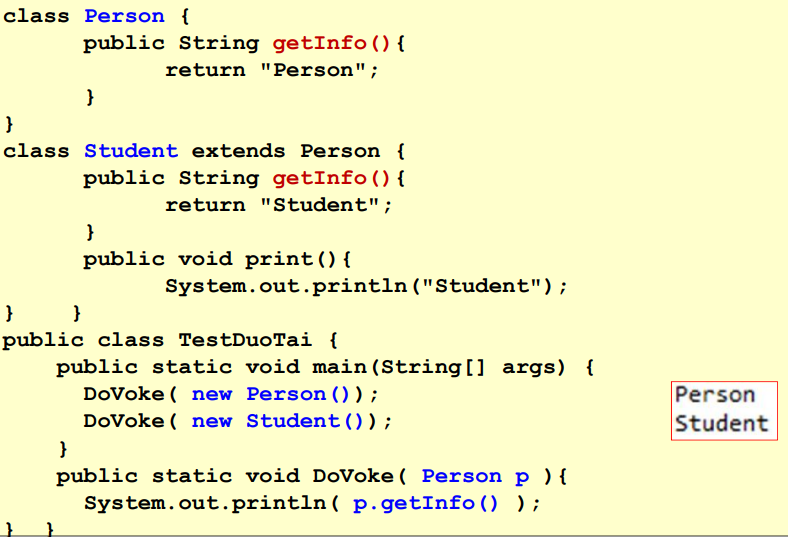 class Person {
public String getInfo(){
return "Person";
}
}
class Student extends Person {
public String getInfo(){
return "Student";
}
public void print(){
System.out.println("Student");
} }
public class TestDuoTai {
public static void main(String[] args) {
DoVoke( new Person());
DoVoke( new Student());
}
public static void DoVoke( Person p ){
System.out.println( p.getInfo() );
} }
Person
Student